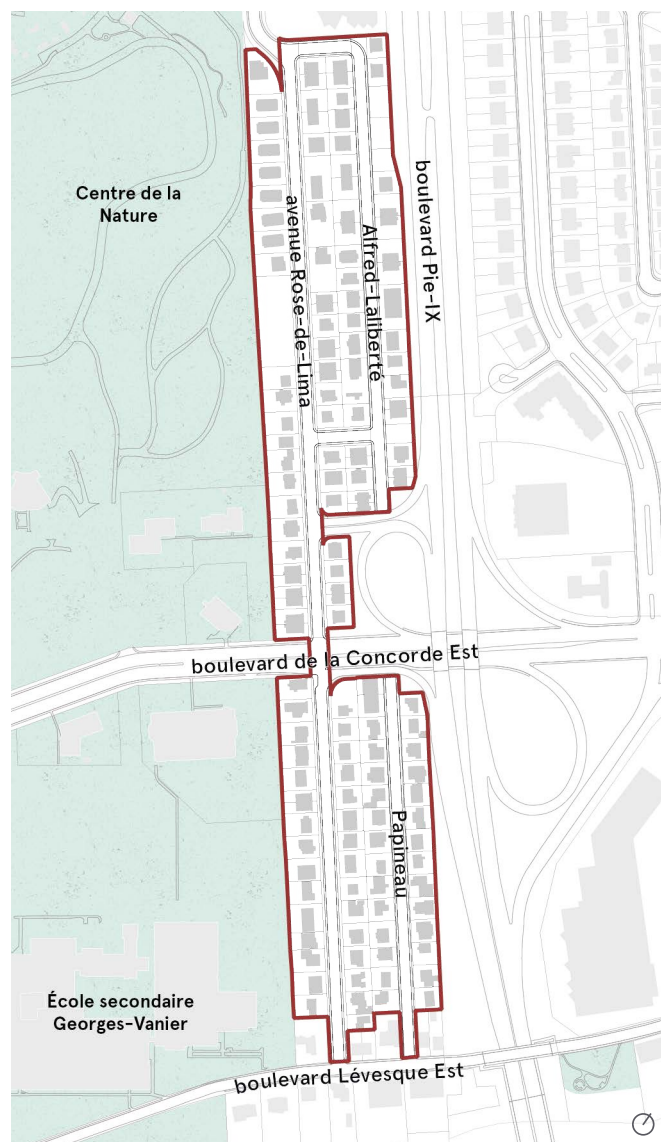 Centre de la
Nature
avenue Rose-de-Lima
Alfred-Laliberté
boulevard Pie-IX
boulevard de la Concorde Est
Papineau
École secondaire
Georges-Vanier
boulevard Lévesque Est